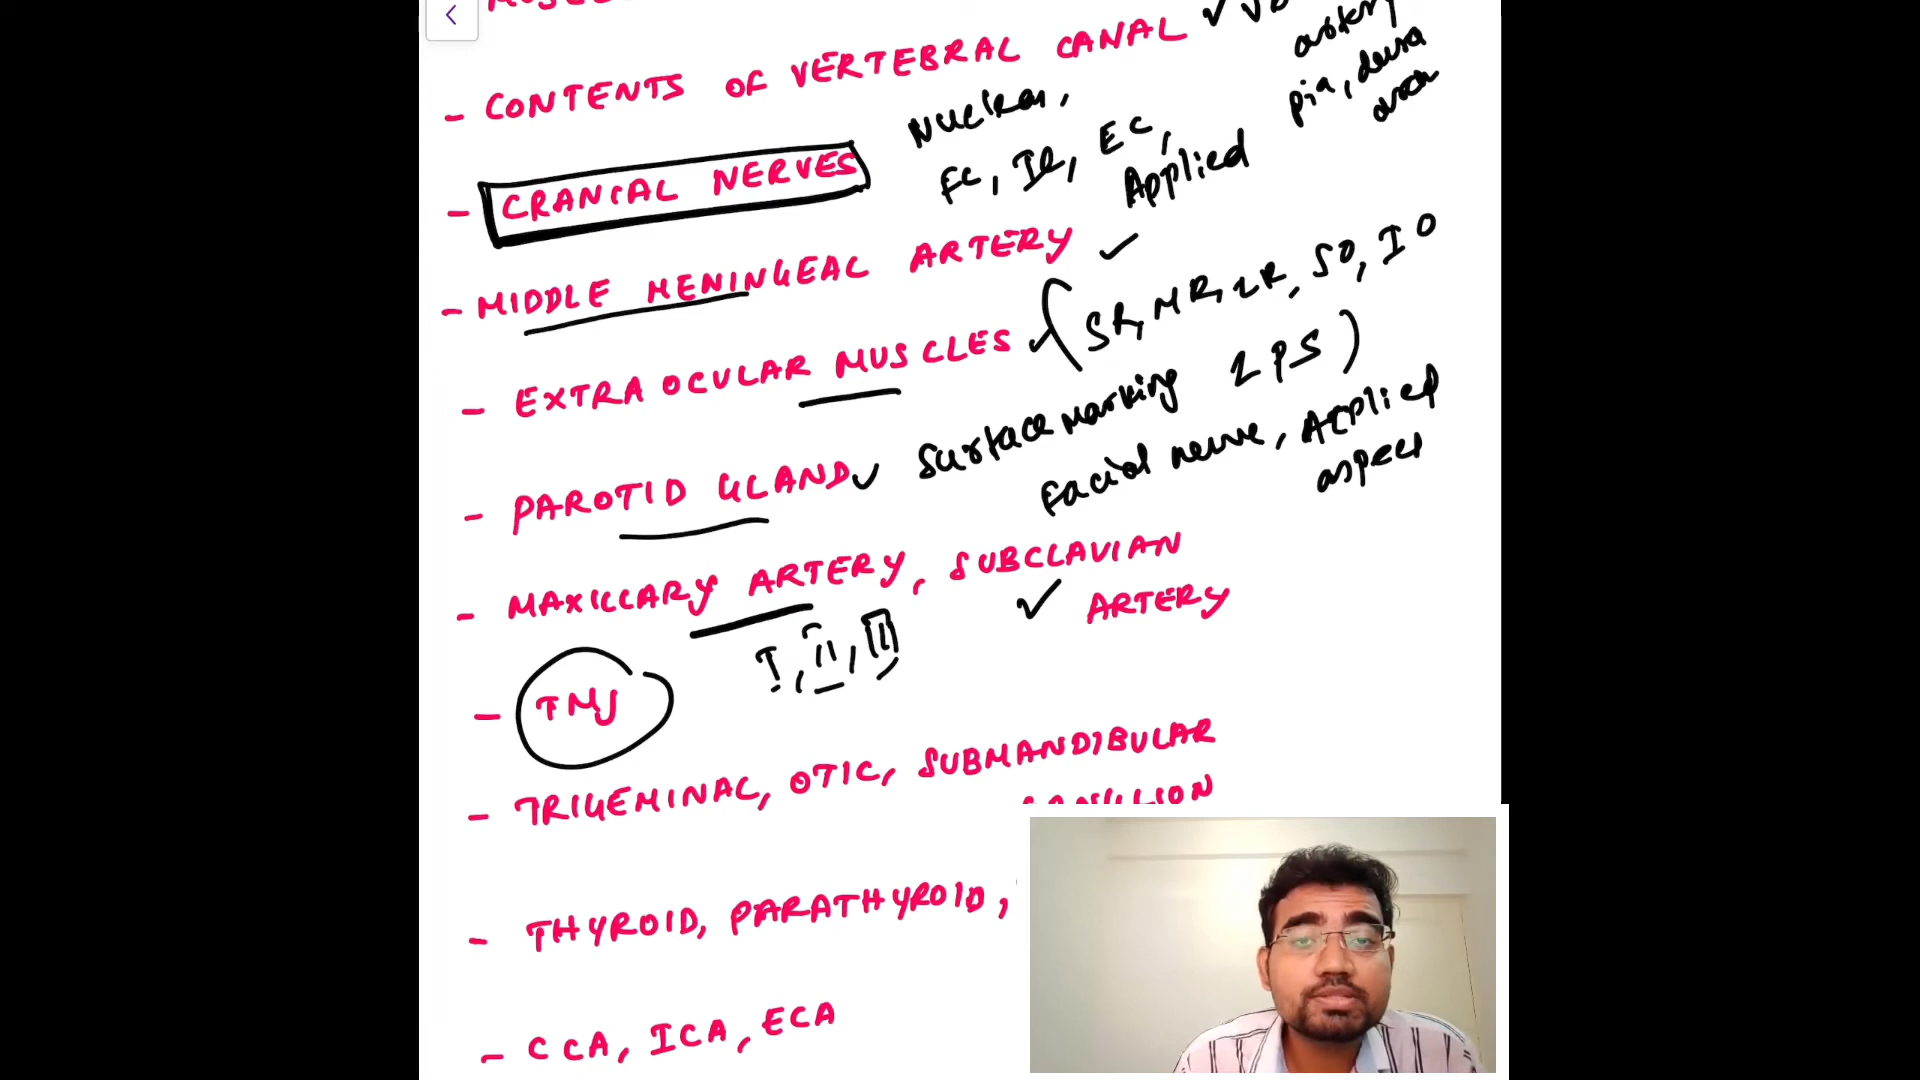 - CONTENTS OF VERTEBRAL CANAL ✓
artery
pia, dura
- CRANIAL NERVES
Nuclear,
FC, IC, EC,
Applied
- MIDDLE MENINGEAL ARTERY ✓
- EXTRA OCULAR MUSCLES ✓ (SR, MR, LR, SO, IO
LPS)
- PAROTID GLAND ✓ Surface marking
Facial nerve, Applied
aspect
- MAXILLARY ARTERY, SUBCLAVIAN
✓ ARTERY
I, II, III
- TMJ
- TRIGEMINAL, OTIC, SUBMANDIBULAR
GANGLION
- THYROID, PARATHYROID,
- CCA, ICA, ECA